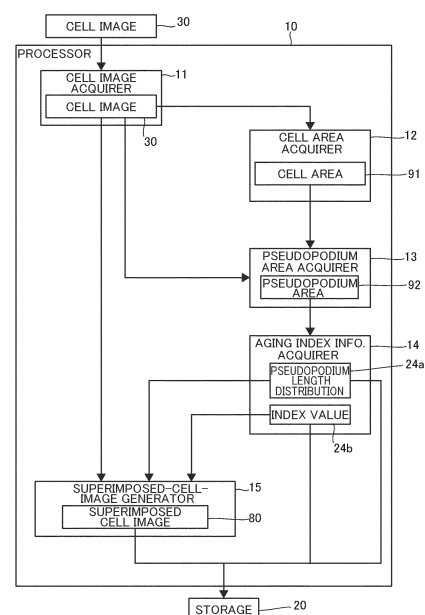 CELL IMAGE
30
10
PROCESSOR
CELL IMAGE
ACQUIRER
11
CELL IMAGE
30
CELL AREA
ACQUIRER
12
CELL AREA
91
PSEUDOPODIUM
AREA ACQUIRER
13
PSEUDOPODIUM
AREA
92
AGING INDEX INFO.
ACQUIRER
14
24a
PSEUDOPODIUM
LENGTH
DISTRIBUTION
INDEX VALUE
24b
SUPERIMPOSED-CELL-
IMAGE GENERATOR
15
SUPERIMPOSED
CELL IMAGE
80
STORAGE
20